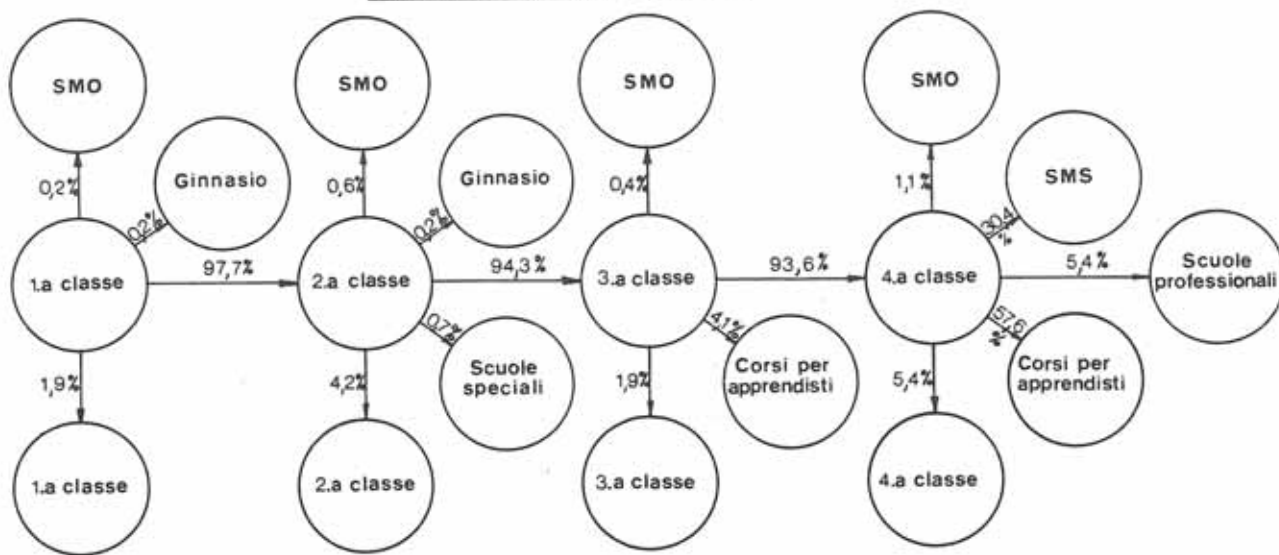 SMO
SMO
SMO
SMO
Ginnasio
Ginnasio
SMS
0,2%
0,6%
0,4%
1,1%
0,2%
0,2%
30,4
%
1.a classe
97,7%
2.a classe
94,3%
3.a classe
93,6%
4.a classe
5,4%
Scuole
professionali
0,7%
4,1%
57,6
%
1,9%
4,2%
Scuole
speciali
1,9%
Corsi per
apprendisti
5,4%
Corsi per
apprendisti
1.a classe
2.a classe
3.a classe
4.a classe